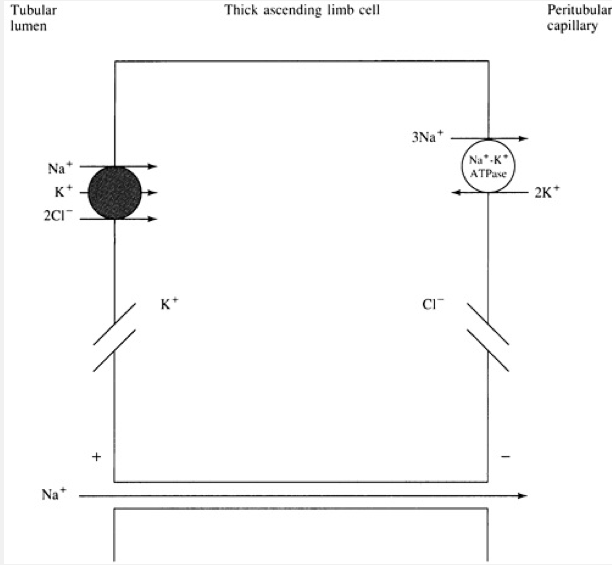 Tubular
lumen
Thick ascending limb cell
Peritubular
capillary
3Na⁺
Na⁺-K⁺
ATPase
2K⁺
Na⁺
K⁺
2Cl⁻
K⁺
Cl⁻
+
−
Na⁺